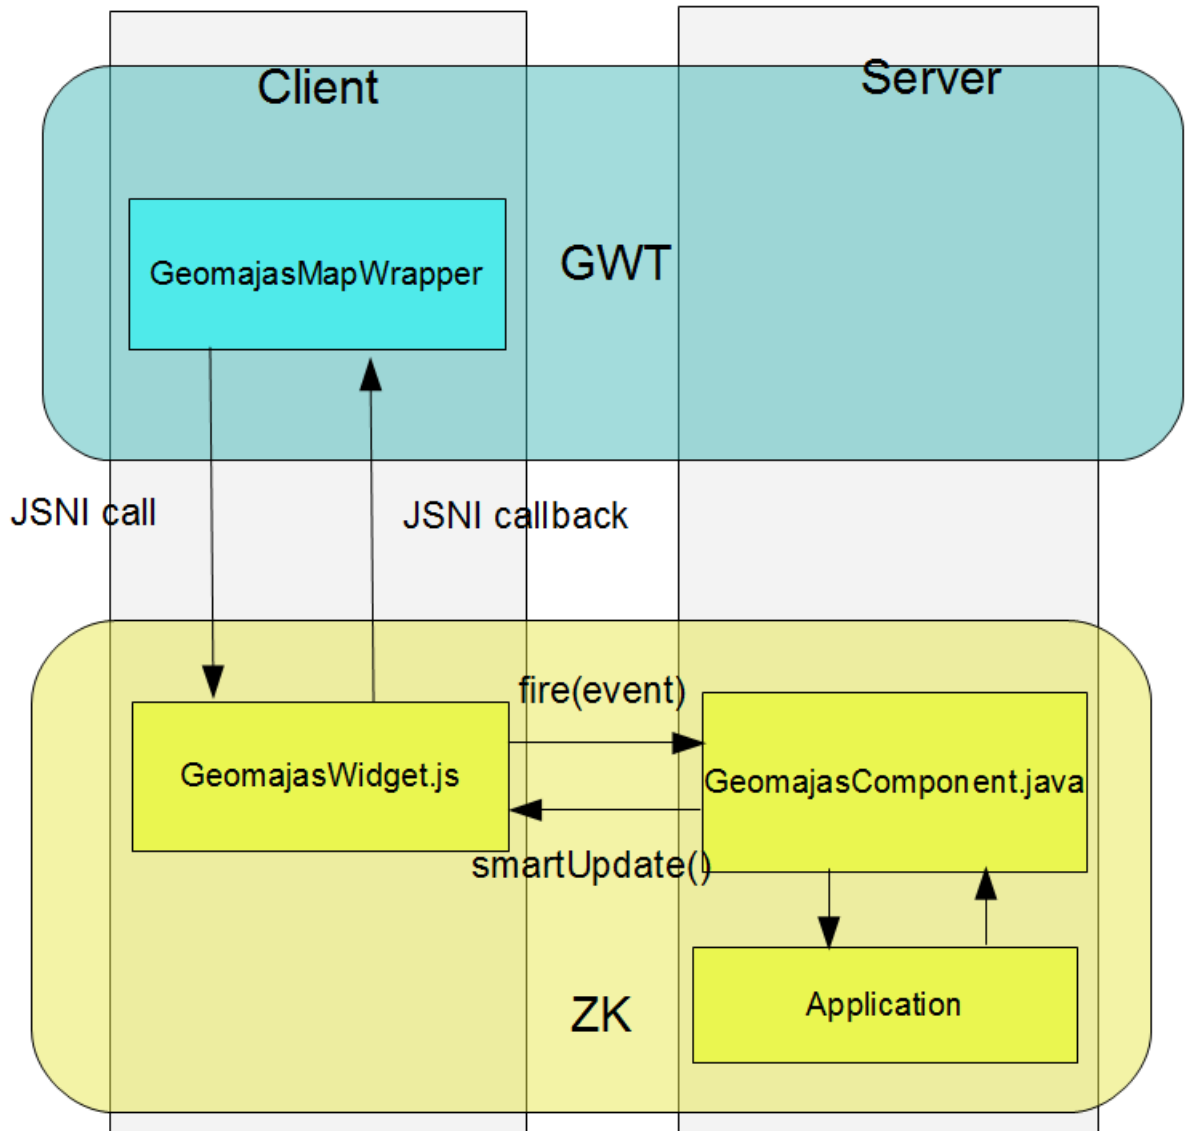 Client
Server
GeomajasMapWrapper
GWT
JSNI call
JSNI callback
fire(event)
GeomajasWidget.js
GeomajasComponent.java
smartUpdate()
Application
ZK